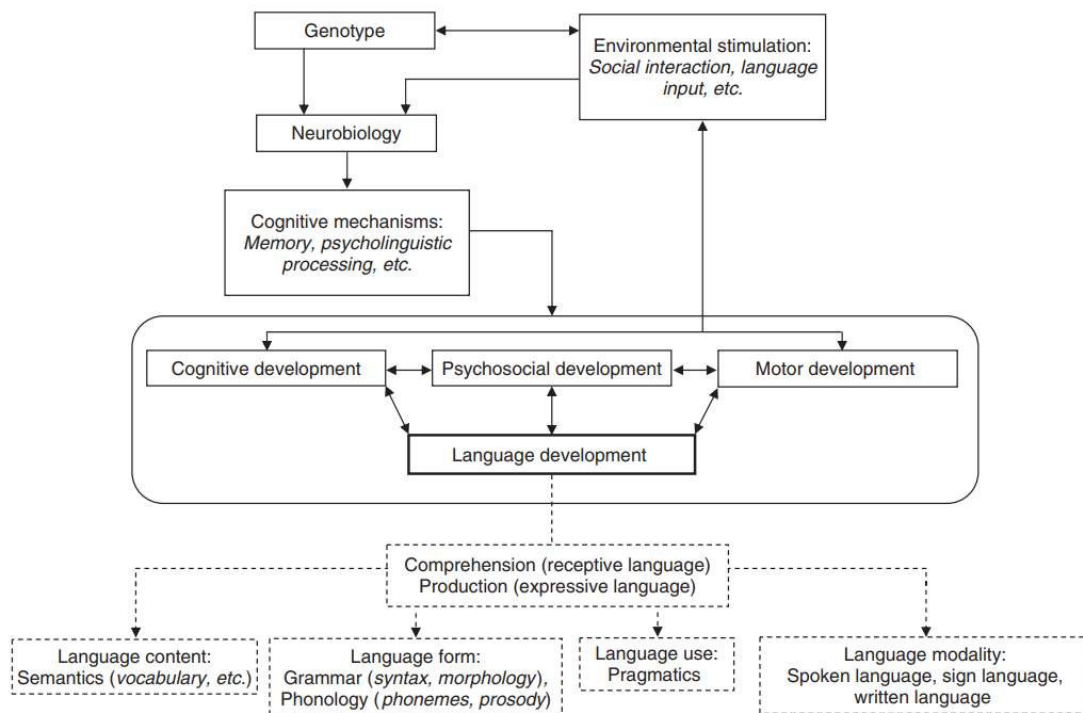 Genotype
Environmental stimulation:
Social interaction, language
input, etc.
Neurobiology
Cognitive mechanisms:
Memory, psycholinguistic
processing, etc.
Cognitive development
Psychosocial development
Motor development
Language development
Comprehension (receptive language)
Production (expressive language)
Language content:
Semantics (vocabulary, etc.)
Language form:
Grammar (syntax, morphology),
Phonology (phonemes, prosody)
Language use:
Pragmatics
Language modality:
Spoken language, sign language,
written language